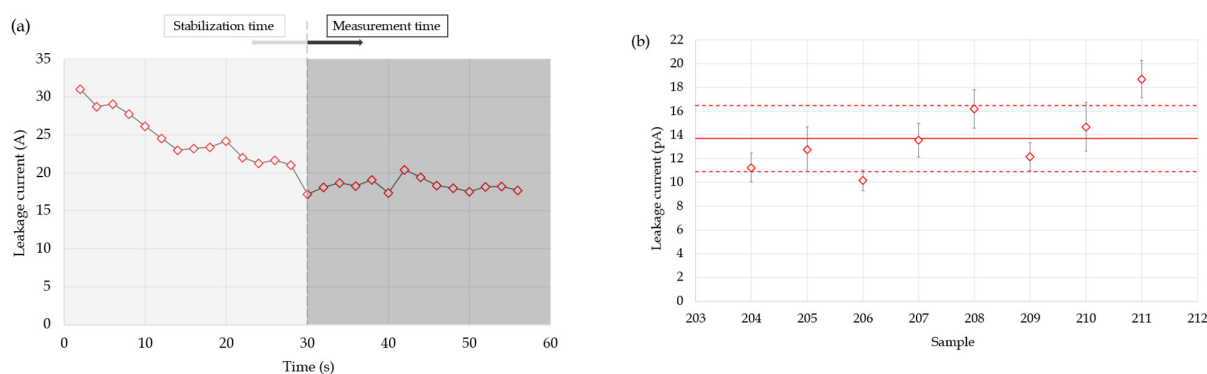 (a)
Stabilization time
Measurement time
Leakage current (A)
35
30
25
20
15
10
5
0
0 10 20 30 40 50 60
Time (s)
(b)
Leakage current (pA)
22
20
18
16
14
12
10
8
6
4
2
0
203 204 205 206 207 208 209 210 211 212
Sample